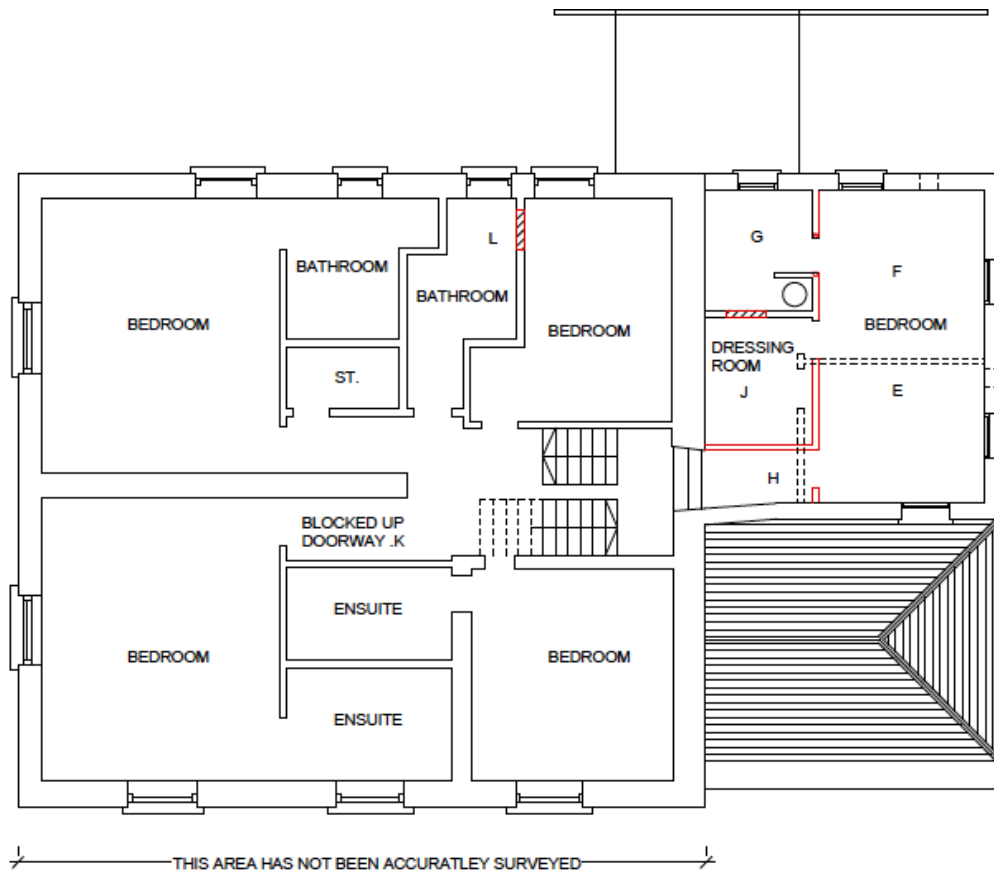 L
G
BATHROOM
F
BATHROOM
BEDROOM
BEDROOM
BEDROOM
DRESSING
ROOM
ST.
J
E
H
BLOCKED UP
DOORWAY .K
ENSUITE
BEDROOM
BEDROOM
ENSUITE
THIS AREA HAS NOT BEEN ACCURATLEY SURVEYED